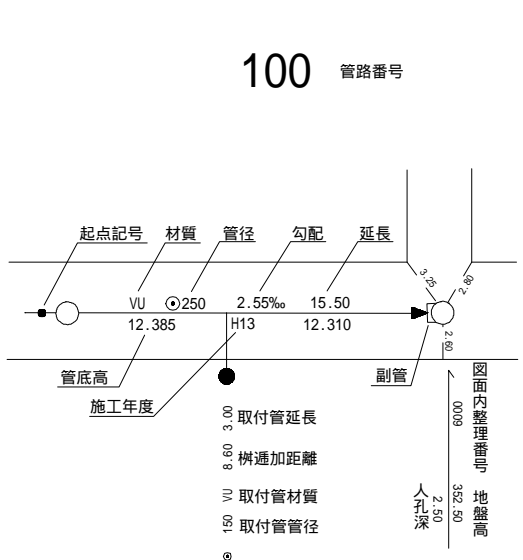 100 管路番号
起点記号 材質 管径 勾配 延長
VU 250 2.55‰ 15.50
12.385 H13 12.310
3.25
2.80
2.60
管底高
施工年度
副管
3.00 取付管延長
8.60 桝逓加距離
VU 取付管材質
150 取付管管径
図面内整理番号 地盤高
0009 352.50
2.50
人孔深